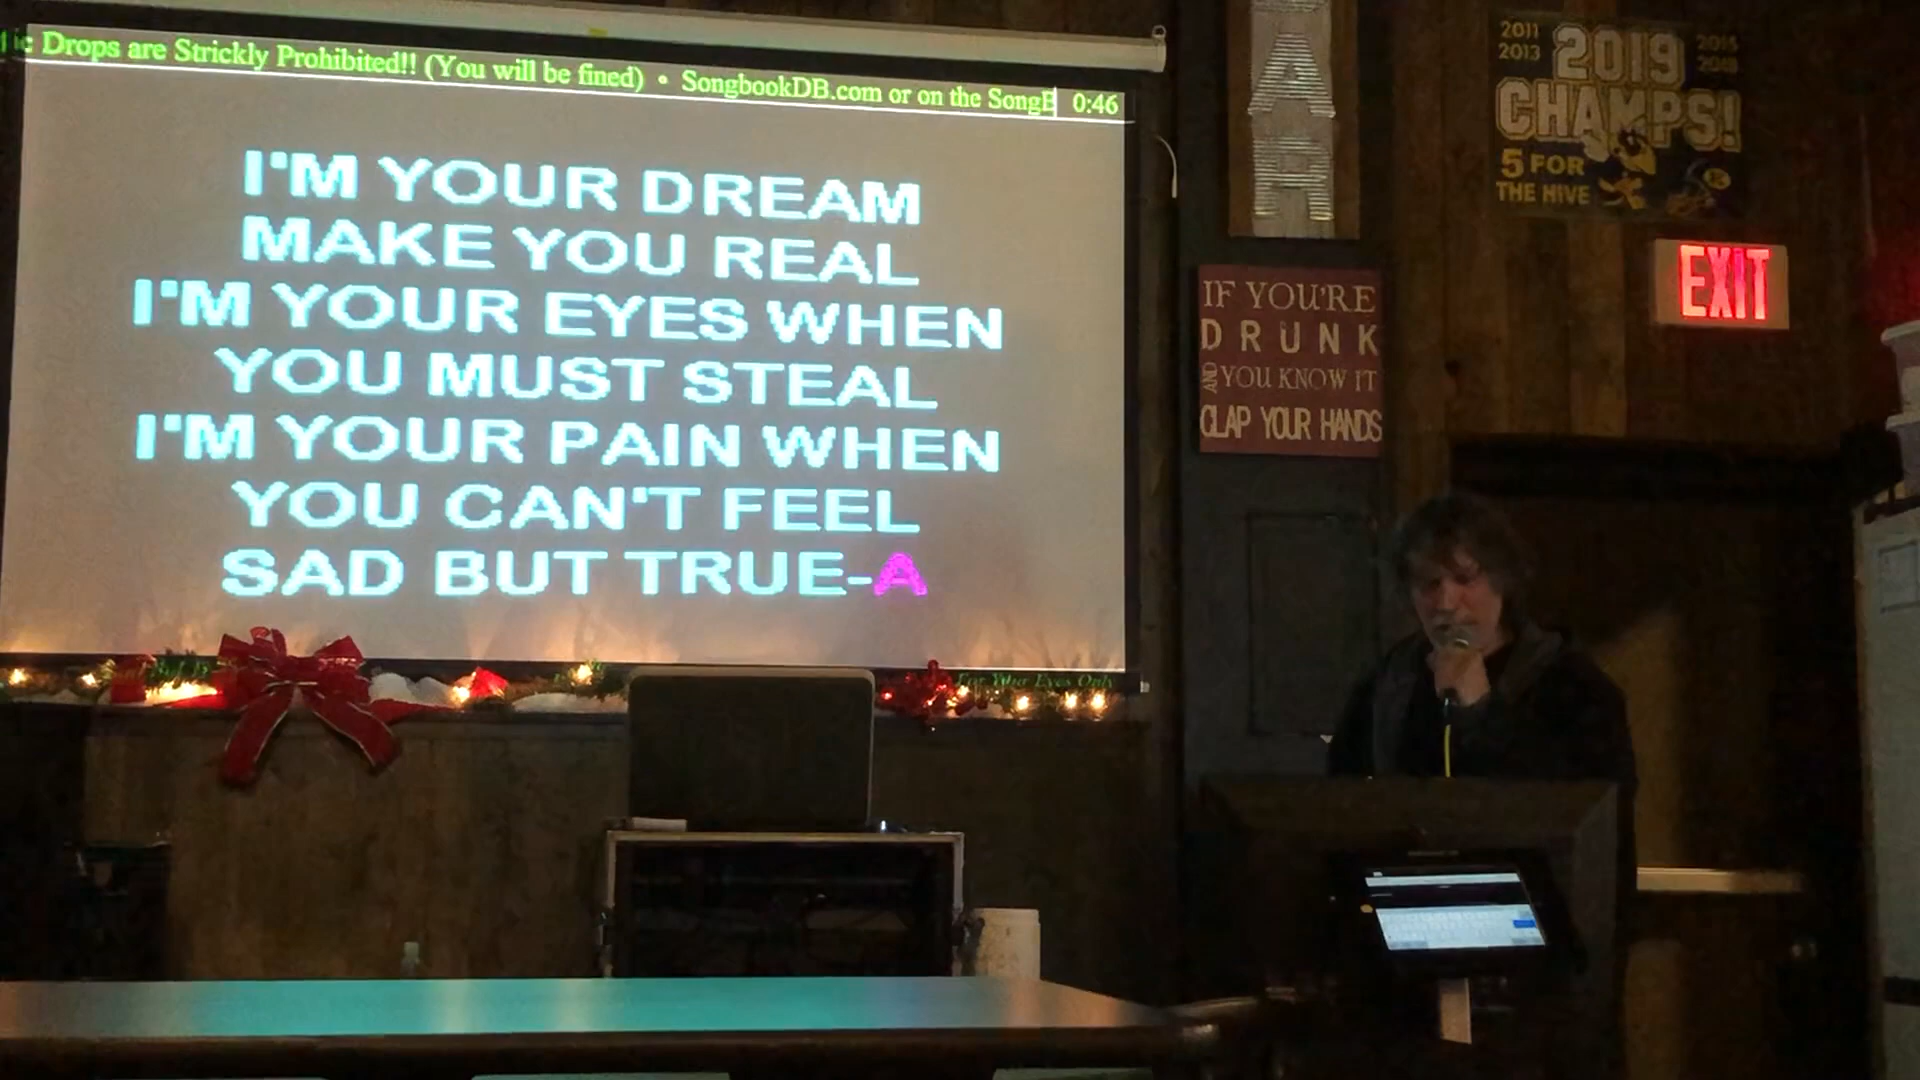 Drops are Strickly Prohibited!! (You will be fined) • SongbookDB.com or on the SongB 0:46
I'M YOUR DREAM
MAKE YOU REAL
I'M YOUR EYES WHEN
YOU MUST STEAL
I'M YOUR PAIN WHEN
YOU CAN'T FEEL
SAD BUT TRUE-A
For Your Eyes Only
AR
2011
2013
2019
CHAMPS!
5 FOR
THE HIVE
EXIT
IF YOU'RE
DRUNK
AND YOU KNOW IT
CLAP YOUR HANDS